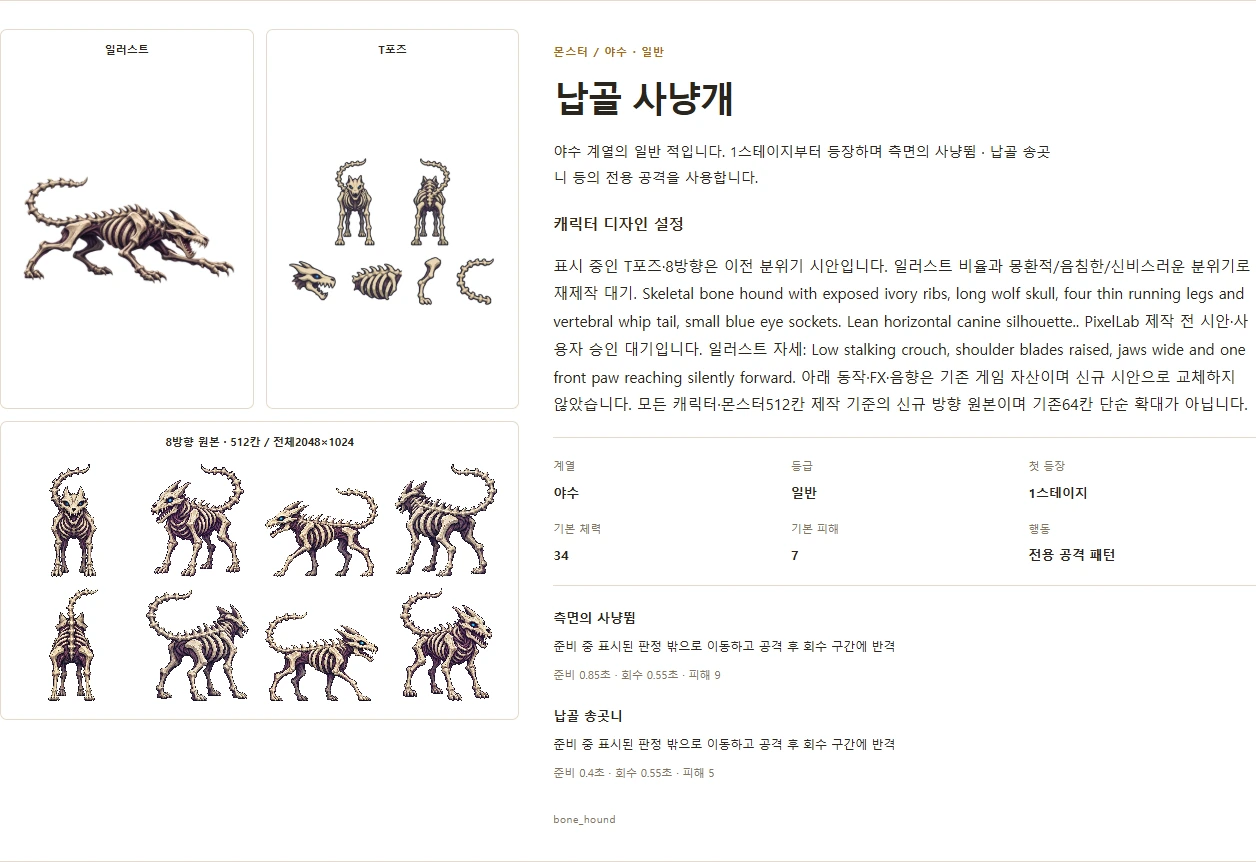 일러스트
T포즈
8방향 원본 · 512칸 / 전체2048×1024
몬스터 / 야수 · 일반
납골 사냥개
야수 계열의 일반 적입니다. 1스테이지부터 등장하며 측면의 사냥뜀 · 납골 송곳
니 등의 전용 공격을 사용합니다.
캐릭터 디자인 설정
표시 중인 T포즈·8방향은 이전 분위기 시안입니다. 일러스트 비율과 몽환적/음침한/신비스러운 분위기로
재제작 대기. Skeletal bone hound with exposed ivory ribs, long wolf skull, four thin running legs and
vertebral whip tail, small blue eye sockets. Lean horizontal canine silhouette.. PixelLab 제작 전 시안·사
용자 승인 대기입니다. 일러스트 자세: Low stalking crouch, shoulder blades raised, jaws wide and one
front paw reaching silently forward. 아래 동작·FX·음향은 기존 게임 자산이며 신규 시안으로 교체하지
않았습니다. 모든 캐릭터·몬스터512칸 제작 기준의 신규 방향 원본이며 기존64칸 단순 확대가 아닙니다.
계열
등급
첫 등장
야수
일반
1스테이지
기본 체력
기본 피해
행동
34
7
전용 공격 패턴
측면의 사냥뜀
준비 중 표시된 판정 밖으로 이동하고 공격 후 회수 구간에 반격
준비 0.85초 · 회수 0.55초 · 피해 9
납골 송곳니
준비 중 표시된 판정 밖으로 이동하고 공격 후 회수 구간에 반격
준비 0.4초 · 회수 0.55초 · 피해 5
bone_hound